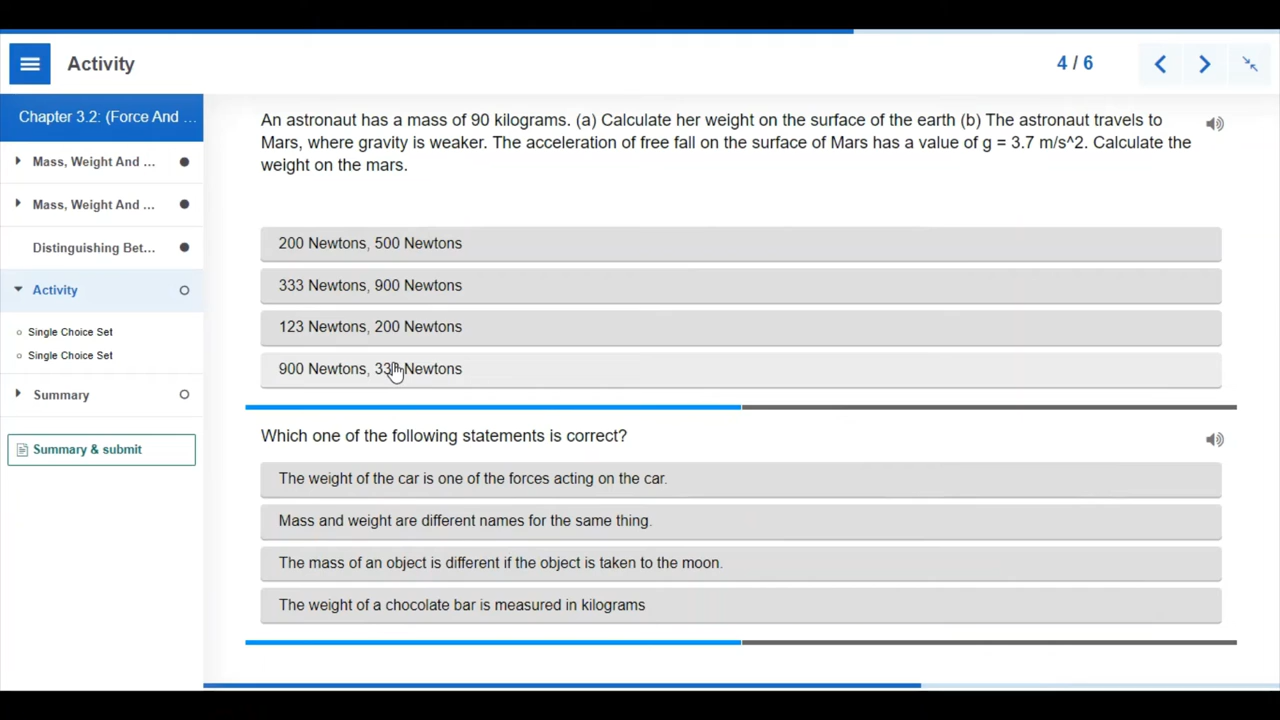 Activity
4 / 6
Chapter 3.2: (Force And ...
Mass, Weight And ...
Mass, Weight And ...
Distinguishing Bet...
Activity
Single Choice Set
Single Choice Set
Summary
Summary & submit
An astronaut has a mass of 90 kilograms. (a) Calculate her weight on the surface of the earth (b) The astronaut travels to
Mars, where gravity is weaker. The acceleration of free fall on the surface of Mars has a value of g = 3.7 m/s^2. Calculate the
weight on the mars.
200 Newtons, 500 Newtons
333 Newtons, 900 Newtons
123 Newtons, 200 Newtons
900 Newtons, 333 Newtons
Which one of the following statements is correct?
The weight of the car is one of the forces acting on the car.
Mass and weight are different names for the same thing.
The mass of an object is different if the object is taken to the moon.
The weight of a chocolate bar is measured in kilograms